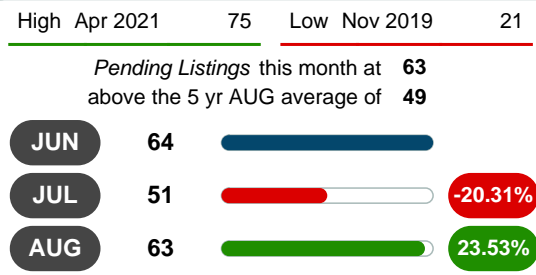 High Apr 2021 75 Low Nov 2019 21
Pending Listings this month at 63
above the 5 yr AUG average of 49
JUN 64
JUL 51 -20.31%
AUG 63 23.53%